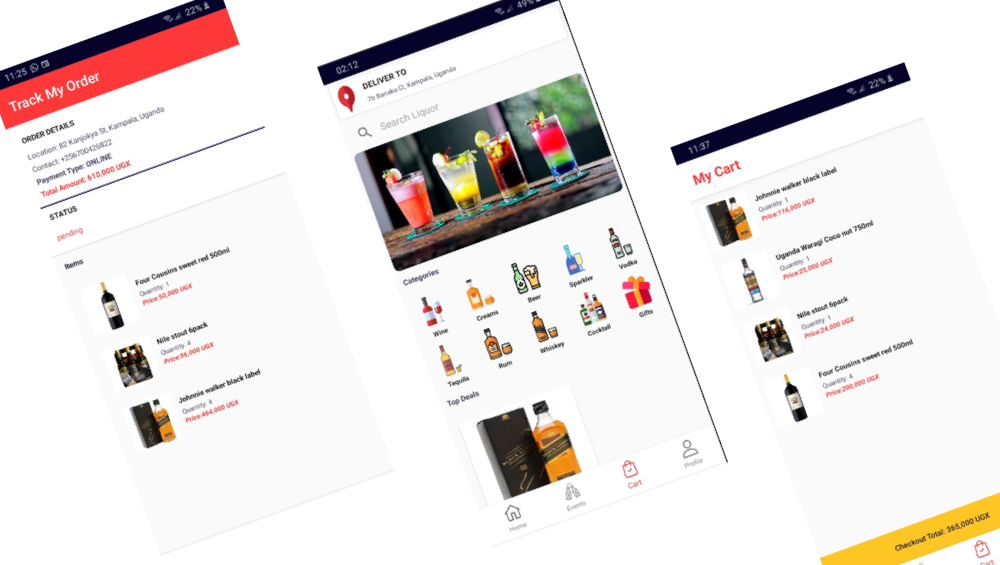 11:25
22%
Track My Order
ORDER DETAILS
Location: 82 Kanjokya St, Kampala, Uganda
Contact: +256700426822
Payment Type: ONLINE
Total Amount: 610,000 UGX
STATUS
pending
Items
Four Cousins sweet red 500ml
Quantity: 1
Price:50,000 UGX
Nile stout 6pack
Quantity: 4
Price:96,000 UGX
Johnnie walker black label
Quantity: 4
Price:464,000 UGX
02:12
49%
DELIVER TO
7b Banaku Cl, Kampala, Uganda
Search Liquor
Categories
Wine
Creams
Beer
Sparkler
Vodka
Tequila
Rum
Whiskey
Cocktail
Gifts
Top Deals
Home
Events
Cart
Profile
11:37
22%
My Cart
Johnnie walker black label
Quantity: 1
Price:116,000 UGX
Uganda Waragi Coco nut 750ml
Quantity: 1
Price:25,000 UGX
Nile stout 6pack
Quantity: 1
Price:24,000 UGX
Four Cousins sweet red 500ml
Quantity: 4
Price:200,000 UGX
Checkout Total: 365,000 UGX
Cart